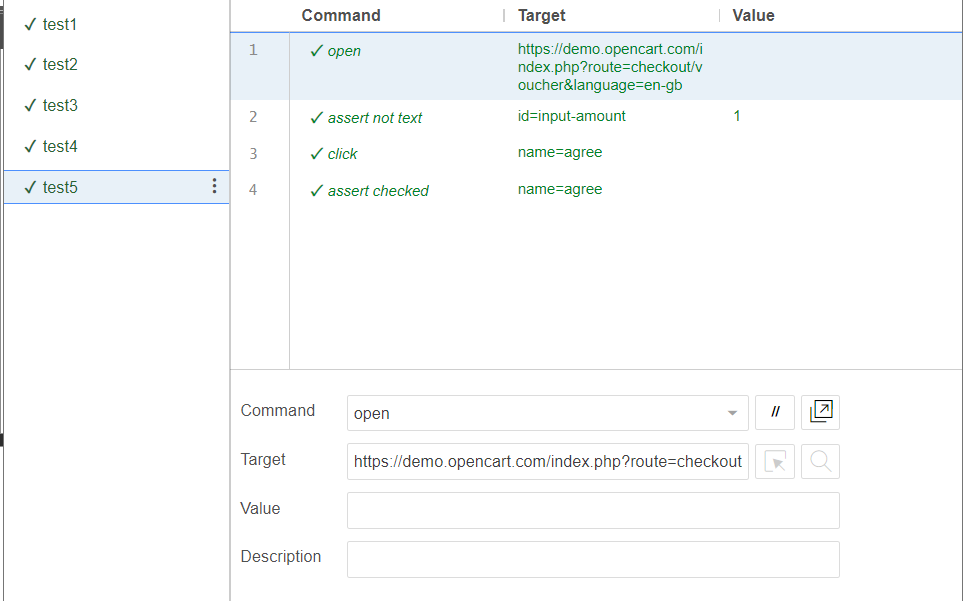 ✓ test1
✓ test2
✓ test3
✓ test4
✓ test5
Command Target Value
1 ✓ open https://demo.opencart.com/i
ndex.php?route=checkout/v
oucher&language=en-gb
2 ✓ assert not text id=input-amount 1
3 ✓ click name=agree
4 ✓ assert checked name=agree
Command open //
Target https://demo.opencart.com/index.php?route=checkout
Value
Description